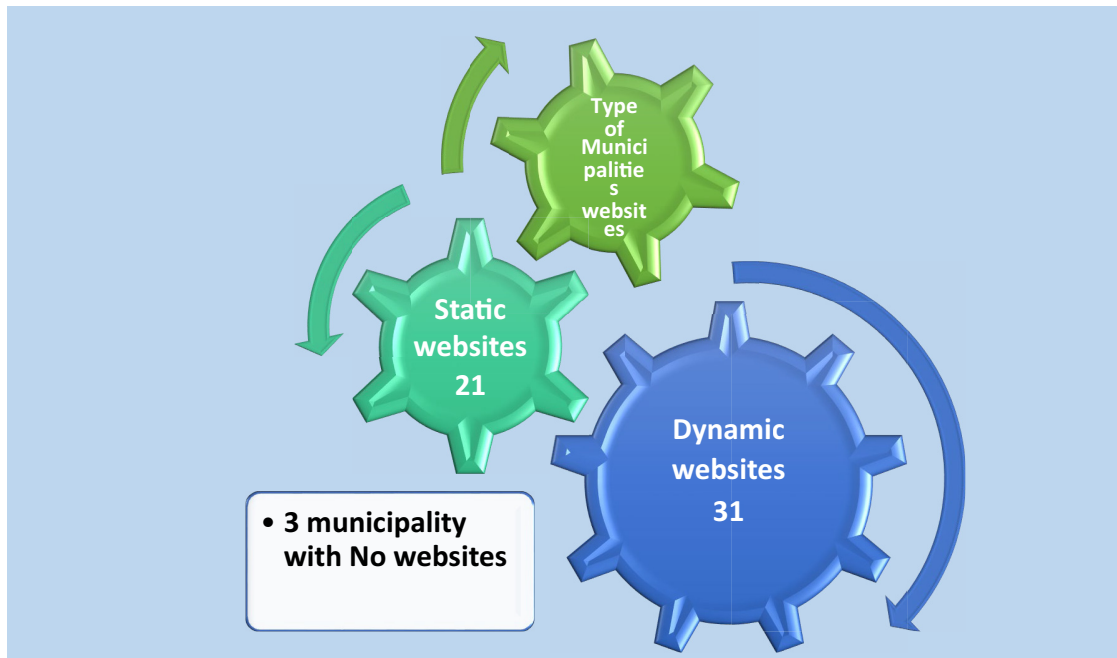 Type
of
Munici
palitie
s
websit
es
Static
websites
21
Dynamic
websites
31
• 3 municipality
with No websites